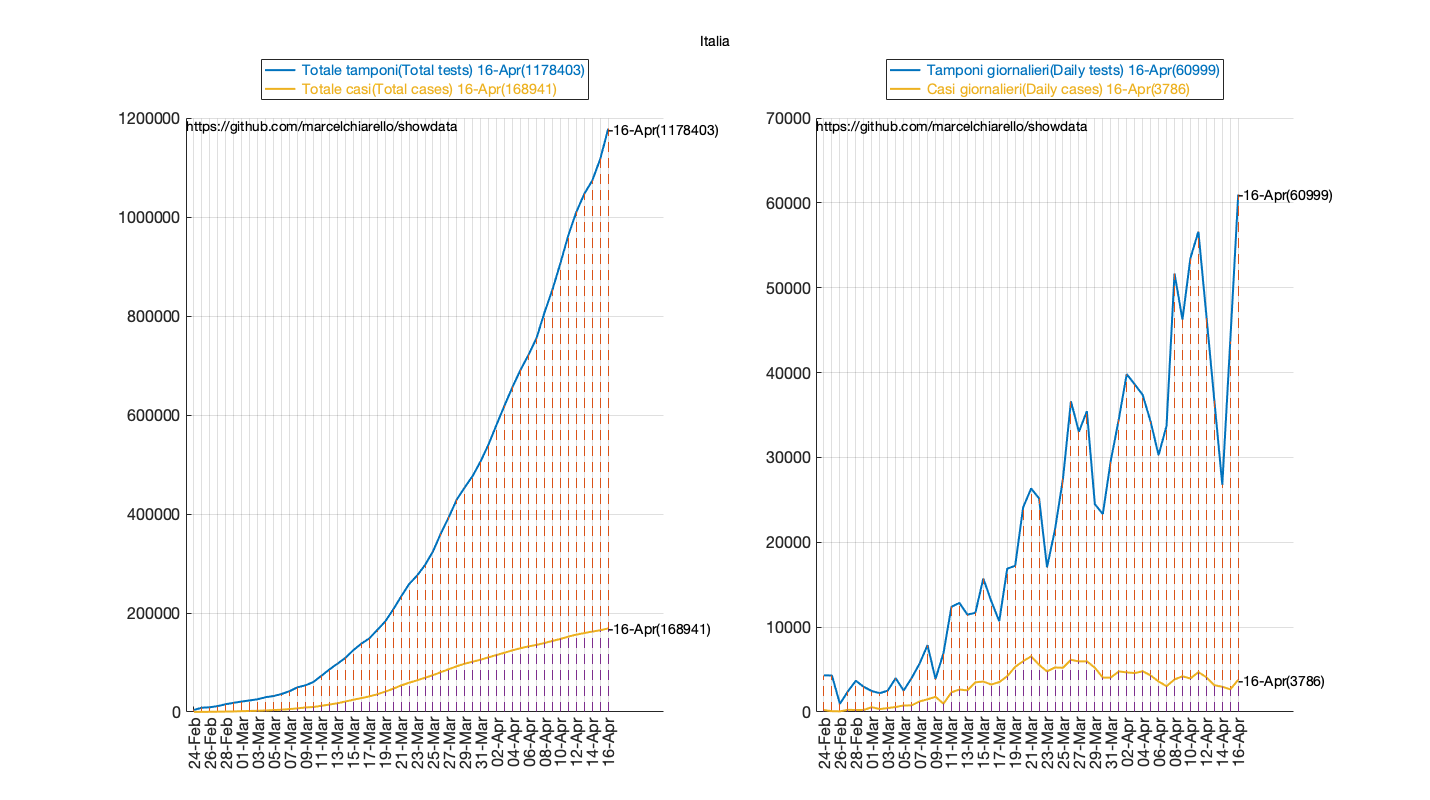 Italia
Totale tamponi(Total tests) 16-Apr(1178403)
Totale casi(Total cases) 16-Apr(168941)
https://github.com/marcelchiarello/showdata
1200000
1000000
800000
600000
400000
200000
0
16-Apr(1178403)
16-Apr(168941)
24-Feb
26-Feb
28-Feb
01-Mar
03-Mar
05-Mar
07-Mar
09-Mar
11-Mar
13-Mar
15-Mar
17-Mar
19-Mar
21-Mar
23-Mar
25-Mar
27-Mar
29-Mar
31-Mar
02-Apr
04-Apr
06-Apr
08-Apr
10-Apr
12-Apr
14-Apr
16-Apr
Tamponi giornalieri(Daily tests) 16-Apr(60999)
Casi giornalieri(Daily cases) 16-Apr(3786)
https://github.com/marcelchiarello/showdata
70000
60000
50000
40000
30000
20000
10000
0
16-Apr(60999)
16-Apr(3786)
24-Feb
26-Feb
28-Feb
01-Mar
03-Mar
05-Mar
07-Mar
09-Mar
11-Mar
13-Mar
15-Mar
17-Mar
19-Mar
21-Mar
23-Mar
25-Mar
27-Mar
29-Mar
31-Mar
02-Apr
04-Apr
06-Apr
08-Apr
10-Apr
12-Apr
14-Apr
16-Apr